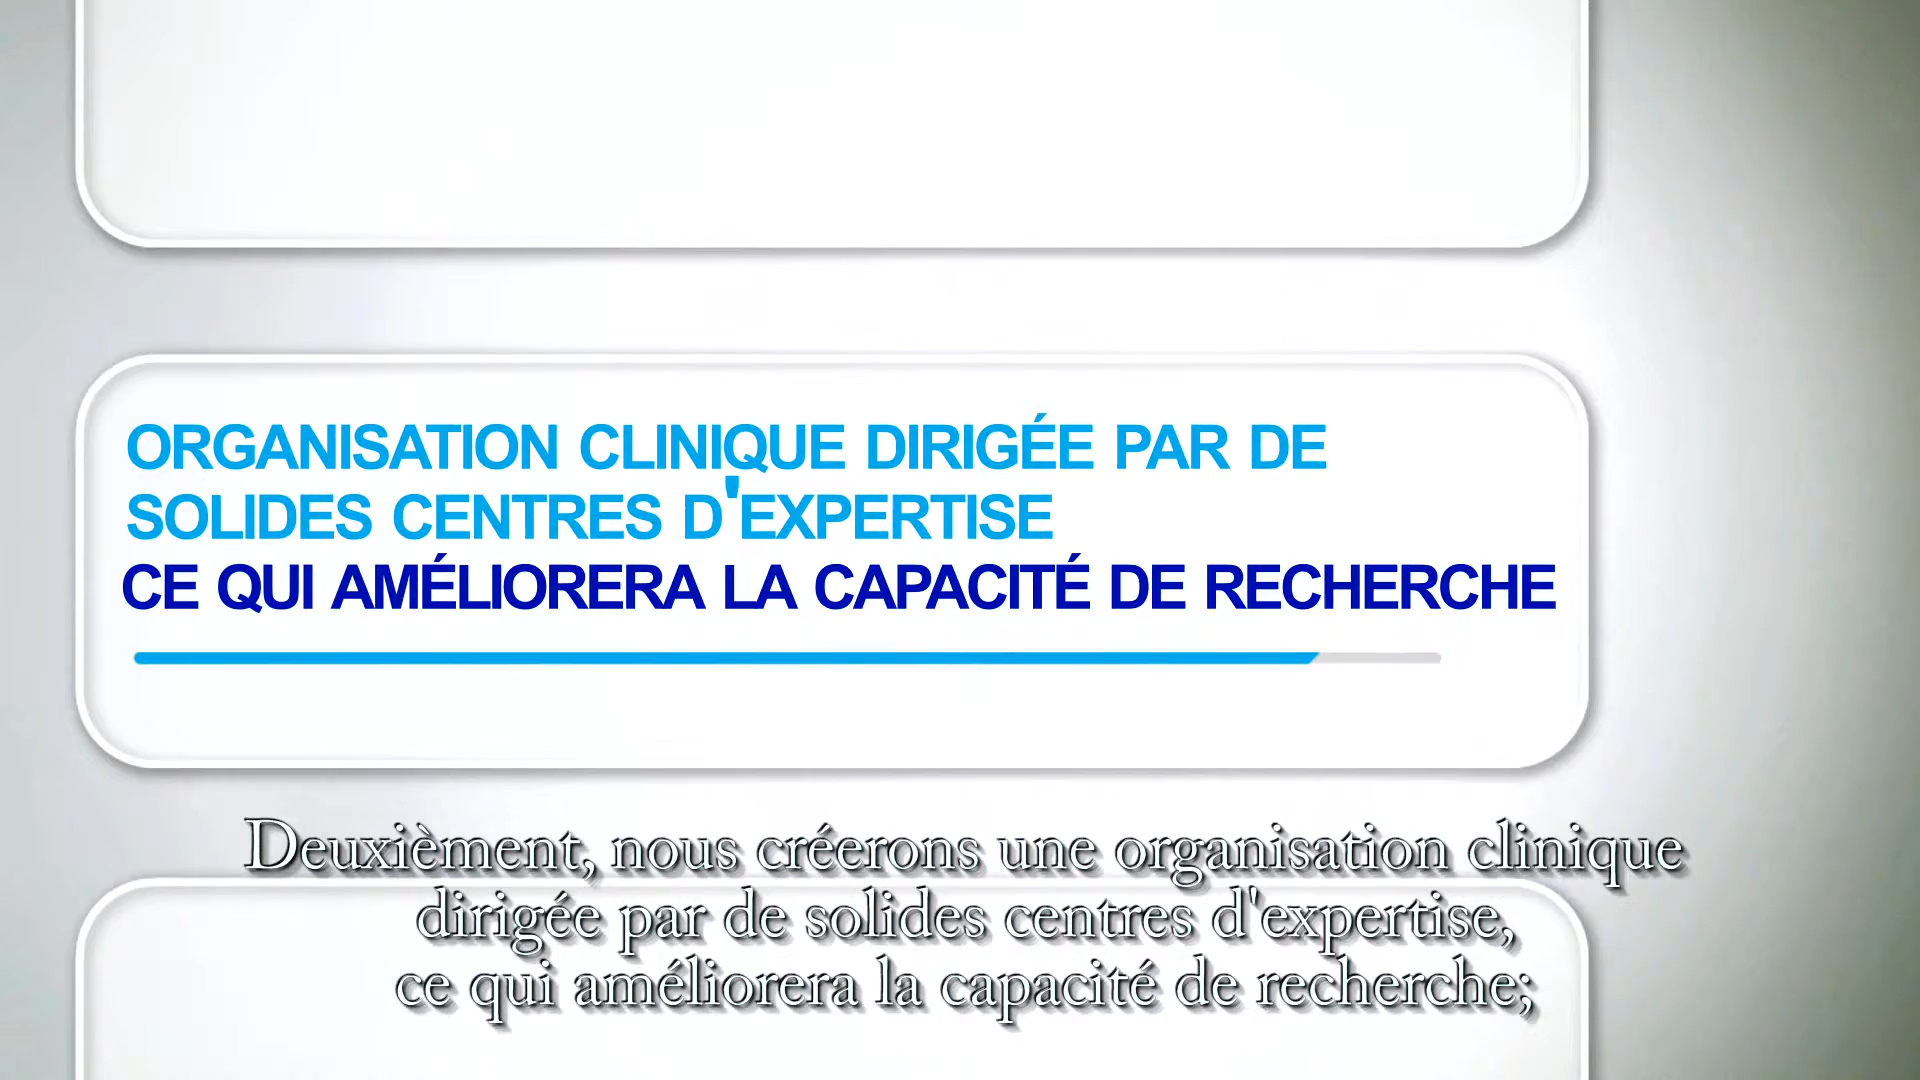 ORGANISATION CLINIQUE DIRIGÉE PAR DE
SOLIDES CENTRES D'EXPERTISE
CE QUI AMÉLIORERA LA CAPACITÉ DE RECHERCHE
Deuxièment, nous créerons une organisation clinique
dirigée par de solides centres d'expertise,
ce qui améliorera la capacité de recherche;